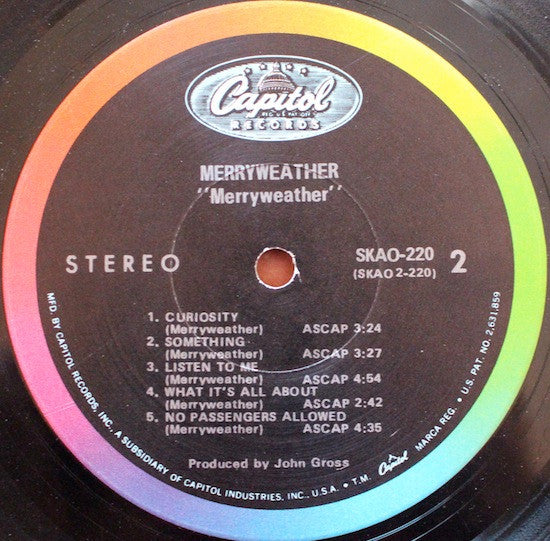 Capitol
REG. U.S. PAT. OFF.
RECORDS
MERRYWEATHER
"Merryweather"
STEREO
SKAO-220
(SKAO 2-220)
2
1. CURIOSITY
(Merryweather) ASCAP 3:24
2. SOMETHING
(Merryweather) ASCAP 3:27
3. LISTEN TO ME
(Merryweather) ASCAP 4:54
4. WHAT IT'S ALL ABOUT
(Merryweather) ASCAP 2:42
5. NO PASSENGERS ALLOWED
(Merryweather) ASCAP 4:35
Produced by John Gross
MFD. BY CAPITOL RECORDS, INC., A SUBSIDIARY OF CAPITOL INDUSTRIES, INC., U.S.A. • T.M. Capitol MARCA REG. • U.S. PAT. NO. 2,631,859